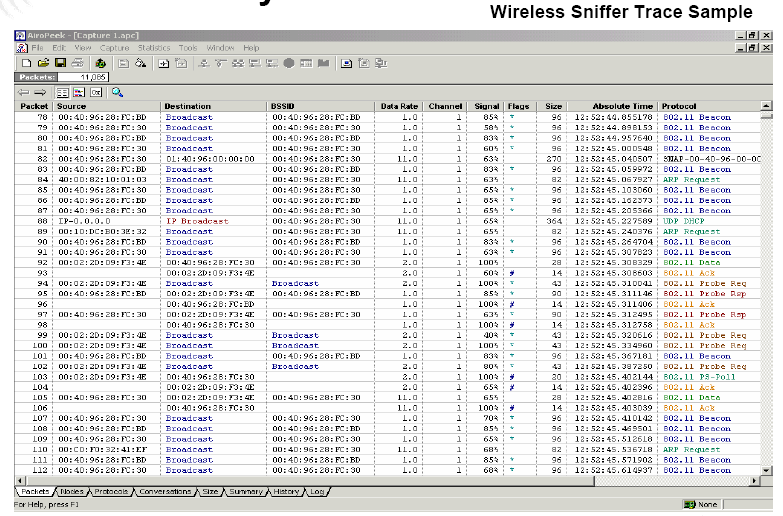 Wireless Sniffer Trace Sample
AiroPeek - [Capture 1.apc]
File Edit View Capture Statistics Tools Window Help
Packets: 11,085
Packet Source Destination BSSID Data Rate Channel Signal Flags Size Absolute Time Protocol
78 00:40:96:28:FC:BD Broadcast 00:40:96:28:FC:BD 1.0 1 85% * 96 12:52:44.855178 802.11 Beacon
79 00:40:96:28:FC:30 Broadcast 00:40:96:28:FC:30 1.0 1 58% * 96 12:52:44.898153 802.11 Beacon
80 00:40:96:28:FC:BD Broadcast 00:40:96:28:FC:BD 1.0 1 83% * 96 12:52:44.957640 802.11 Beacon
81 00:40:96:28:FC:30 Broadcast 00:40:96:28:FC:30 1.0 1 60% * 96 12:52:45.000548 802.11 Beacon
82 00:40:96:28:FC:30 01:40:96:00:00:00 00:40:96:28:FC:30 11.0 1 63% 270 12:52:45.040507 SNAP-00-40-96-00-00
83 00:40:96:28:FC:BD Broadcast 00:40:96:28:FC:BD 1.0 1 83% * 96 12:52:45.059972 802.11 Beacon
84 40:00:82:10:01:03 Broadcast 00:40:96:28:FC:30 11.0 1 63% 82 12:52:45.067927 ARP Request
85 00:40:96:28:FC:30 Broadcast 00:40:96:28:FC:30 1.0 1 65% * 96 12:52:45.103060 802.11 Beacon
86 00:40:96:28:FC:BD Broadcast 00:40:96:28:FC:BD 1.0 1 85% * 96 12:52:45.162373 802.11 Beacon
87 00:40:96:28:FC:30 Broadcast 00:40:96:28:FC:30 1.0 1 65% * 96 12:52:45.205366 802.11 Beacon
88 IP-0.0.0.0 IP Broadcast 00:40:96:28:FC:30 11.0 1 65% 364 12:52:45.227589 UDP DHCP
89 00:10:DC:B0:3E:32 Broadcast 00:40:96:28:FC:30 11.0 1 65% 82 12:52:45.240376 ARP Request
90 00:40:96:28:FC:BD Broadcast 00:40:96:28:FC:BD 1.0 1 83% * 96 12:52:45.264704 802.11 Beacon
91 00:40:96:28:FC:30 Broadcast 00:40:96:28:FC:30 1.0 1 63% * 96 12:52:45.307823 802.11 Beacon
92 00:02:2D:09:F3:4E 00:40:96:28:FC:30 00:40:96:28:FC:30 2.0 1 100% 28 12:52:45.308329 802.11 Data
93 00:02:2D:09:F3:4E 2.0 1 60% # 14 12:52:45.308603 802.11 Ack
94 00:02:2D:09:F3:4E Broadcast Broadcast 2.0 1 100% * 43 12:52:45.310041 802.11 Probe Req
95 00:40:96:28:FC:BD 00:02:2D:09:F3:4E 00:40:96:28:FC:BD 2.0 1 85% * 90 12:52:45.311146 802.11 Probe Rsp
96 00:40:96:28:FC:BD 2.0 1 100% # 14 12:52:45.311406 802.11 Ack
97 00:40:96:28:FC:30 00:02:2D:09:F3:4E 00:40:96:28:FC:30 2.0 1 63% * 90 12:52:45.312495 802.11 Probe Rsp
98 00:40:96:28:FC:30 2.0 1 100% # 14 12:52:45.312758 802.11 Ack
99 00:02:2D:09:F3:4E Broadcast Broadcast 2.0 1 40% * 43 12:52:45.320616 802.11 Probe Req
100 00:02:2D:09:F3:4E Broadcast Broadcast 2.0 1 100% * 43 12:52:45.334960 802.11 Probe Req
101 00:40:96:28:FC:BD Broadcast 00:40:96:28:FC:BD 1.0 1 83% * 96 12:52:45.367181 802.11 Beacon
102 00:02:2D:09:F3:4E Broadcast Broadcast 2.0 1 80% * 43 12:52:45.387250 802.11 Probe Req
103 00:02:2D:09:F3:4E 00:40:96:28:FC:30 2.0 1 100% # 20 12:52:45.402144 802.11 PS-Poll
104 00:02:2D:09:F3:4E 2.0 1 65% # 14 12:52:45.402396 802.11 Ack
105 00:40:96:28:FC:30 00:02:2D:09:F3:4E 00:40:96:28:FC:30 11.0 1 65% 28 12:52:45.402816 802.11 Data
106 00:40:96:28:FC:30 11.0 1 100% # 14 12:52:45.403039 802.11 Ack
107 00:40:96:28:FC:30 Broadcast 00:40:96:28:FC:30 1.0 1 70% * 96 12:52:45.410142 802.11 Beacon
108 00:40:96:28:FC:BD Broadcast 00:40:96:28:FC:BD 1.0 1 85% * 96 12:52:45.469501 802.11 Beacon
109 00:40:96:28:FC:30 Broadcast 00:40:96:28:FC:30 1.0 1 65% * 96 12:52:45.512618 802.11 Beacon
110 00:C0:F0:32:41:EF Broadcast 00:40:96:28:FC:30 11.0 1 68% 82 12:52:45.536718 ARP Request
111 00:40:96:28:FC:BD Broadcast 00:40:96:28:FC:BD 1.0 1 85% * 96 12:52:45.571902 802.11 Beacon
112 00:40:96:28:FC:30 Broadcast 00:40:96:28:FC:30 1.0 1 68% * 96 12:52:45.614937 802.11 Beacon
Packets Nodes Protocols Conversations Size Summary History Log
For Help, press F1 None